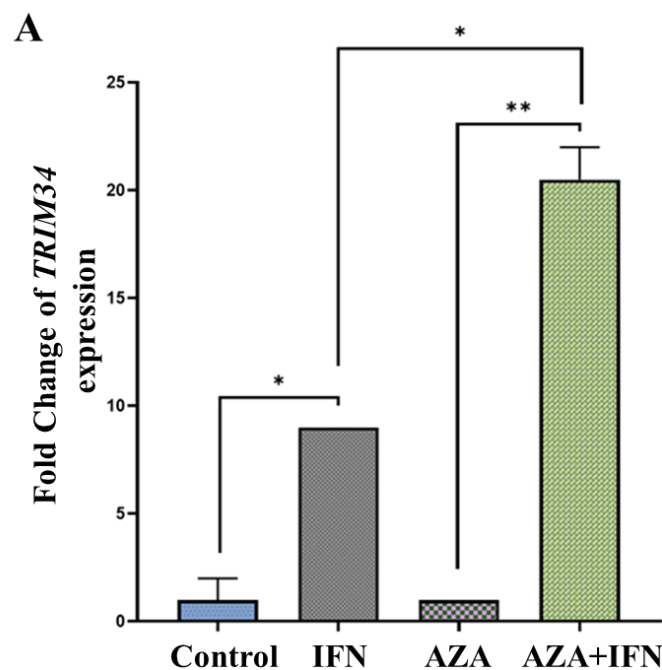 A
*
**
*
25
20
15
10
5
0
Fold Change of TRIM34
expression
Control IFN AZA AZA+IFN